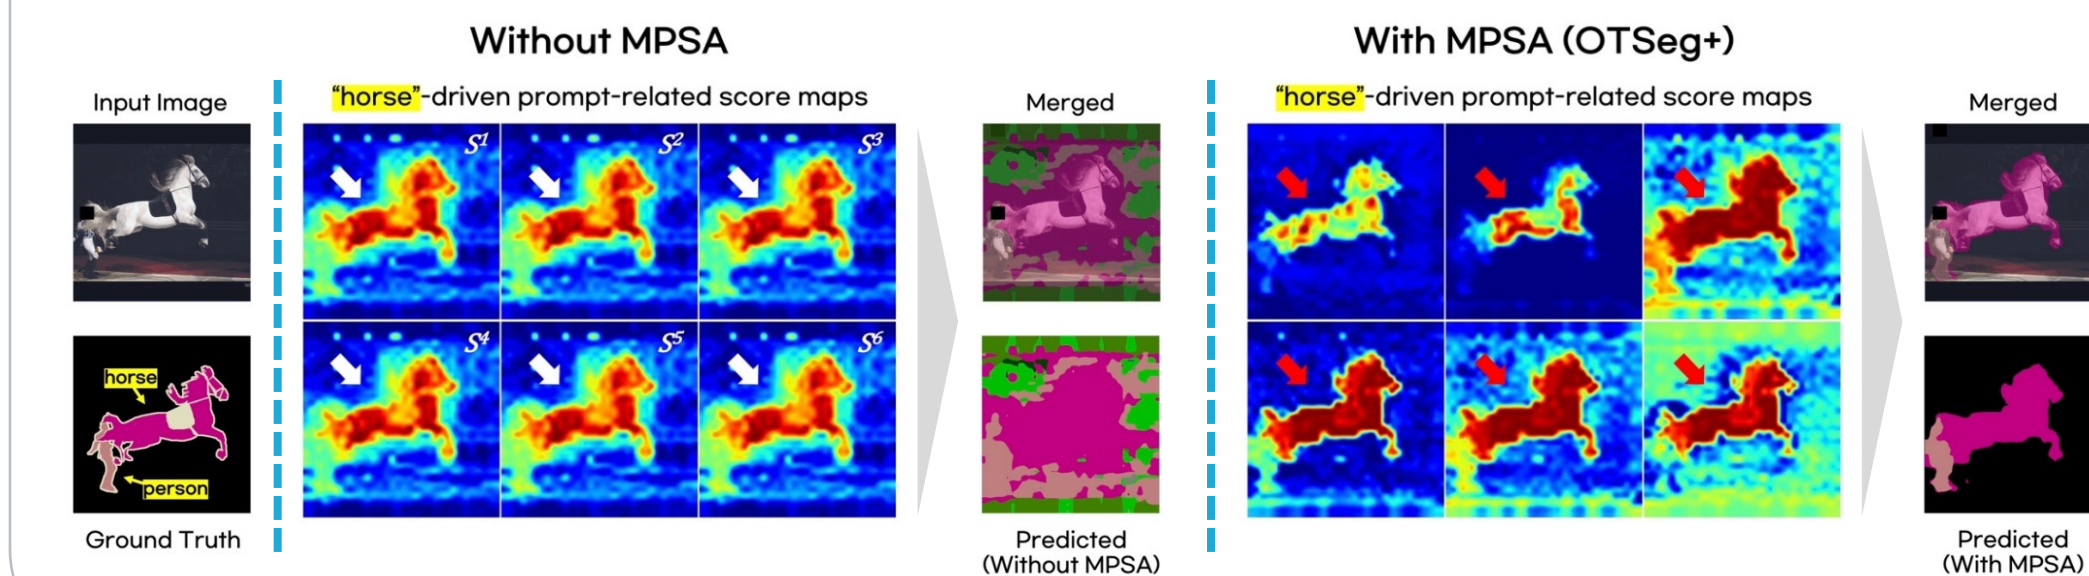 Without MPSA
With MPSA (OTSeg+)
Input Image
"horse"-driven prompt-related score maps
Merged
"horse"-driven prompt-related score maps
Merged
S¹
S²
S³
S⁴
S⁵
S⁶
horse
person
Ground Truth
Predicted
(Without MPSA)
Predicted
(With MPSA)